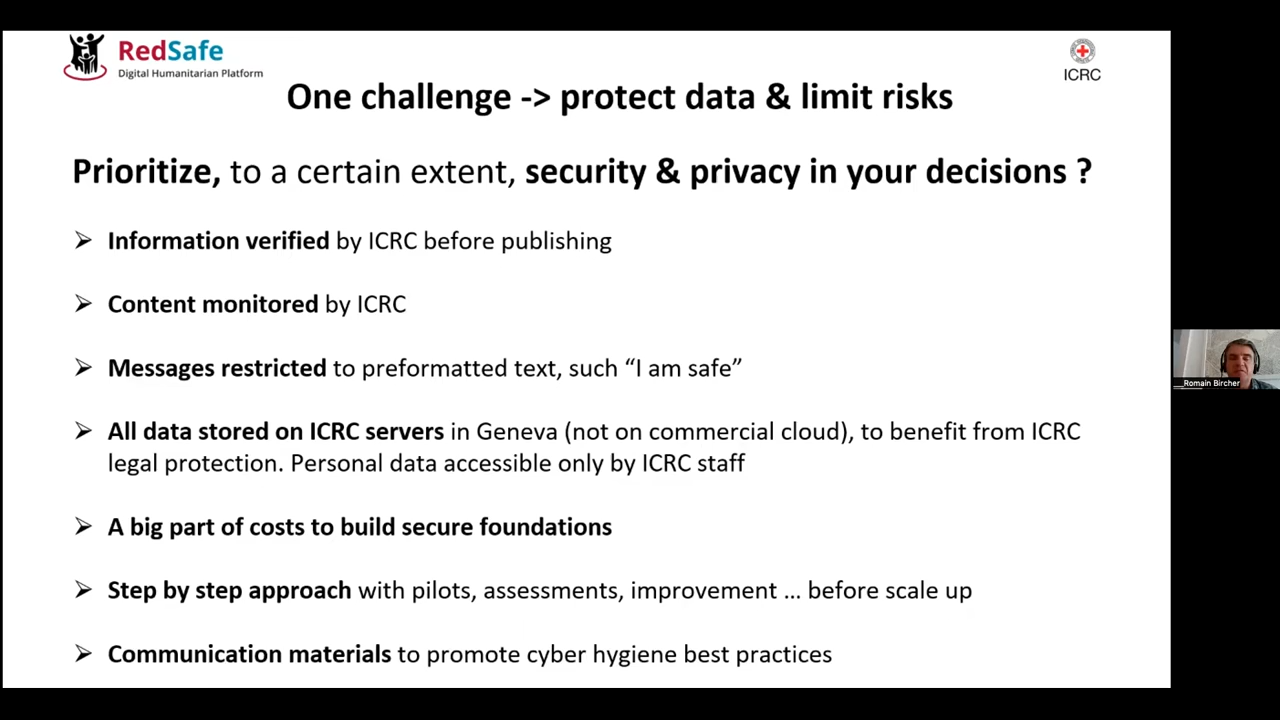 RedSafe
Digital Humanitarian Platform
ICRC
One challenge -> protect data & limit risks
Prioritize, to a certain extent, security & privacy in your decisions ?
➢ Information verified by ICRC before publishing
➢ Content monitored by ICRC
➢ Messages restricted to preformatted text, such “I am safe”
➢ All data stored on ICRC servers in Geneva (not on commercial cloud), to benefit from ICRC
legal protection. Personal data accessible only by ICRC staff
➢ A big part of costs to build secure foundations
➢ Step by step approach with pilots, assessments, improvement ... before scale up
➢ Communication materials to promote cyber hygiene best practices
__Romain Bircher